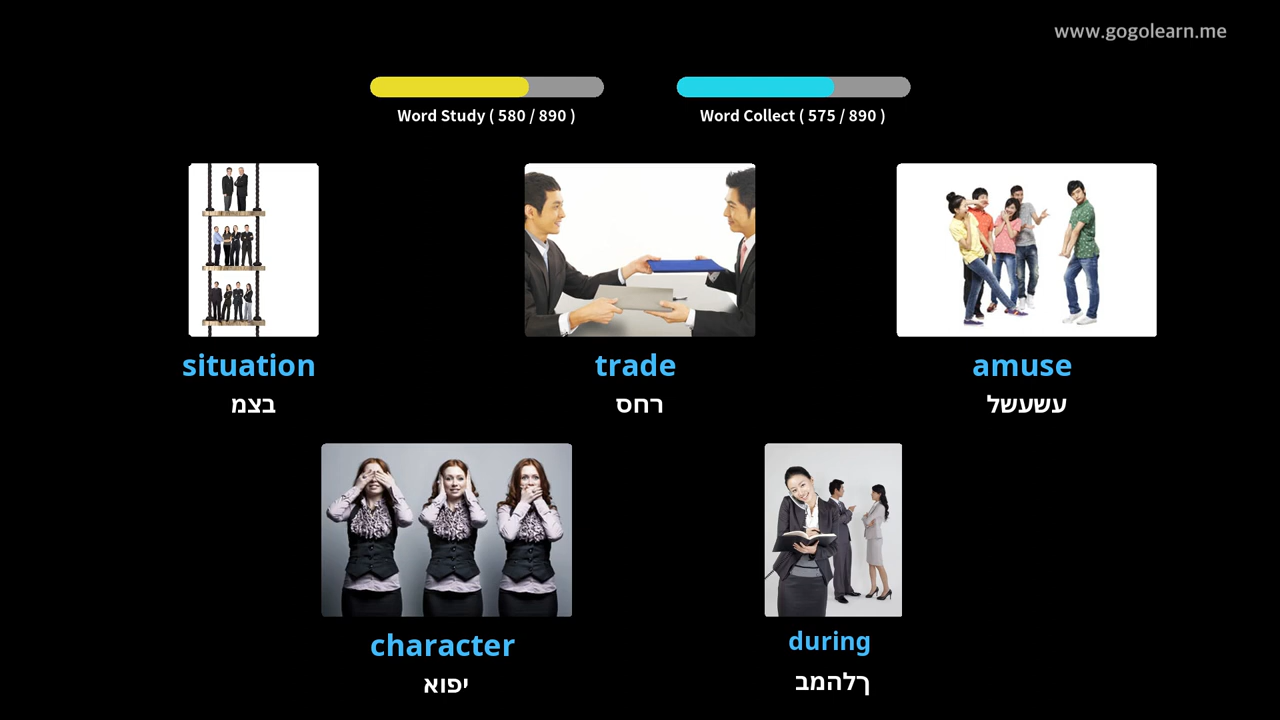 www.gogolearn.me
Word Study ( 580 / 890 )
Word Collect ( 575 / 890 )
situation
בצמ
trade
רחס
amuse
עשעשל
character
יפוא
during
ךלהמב